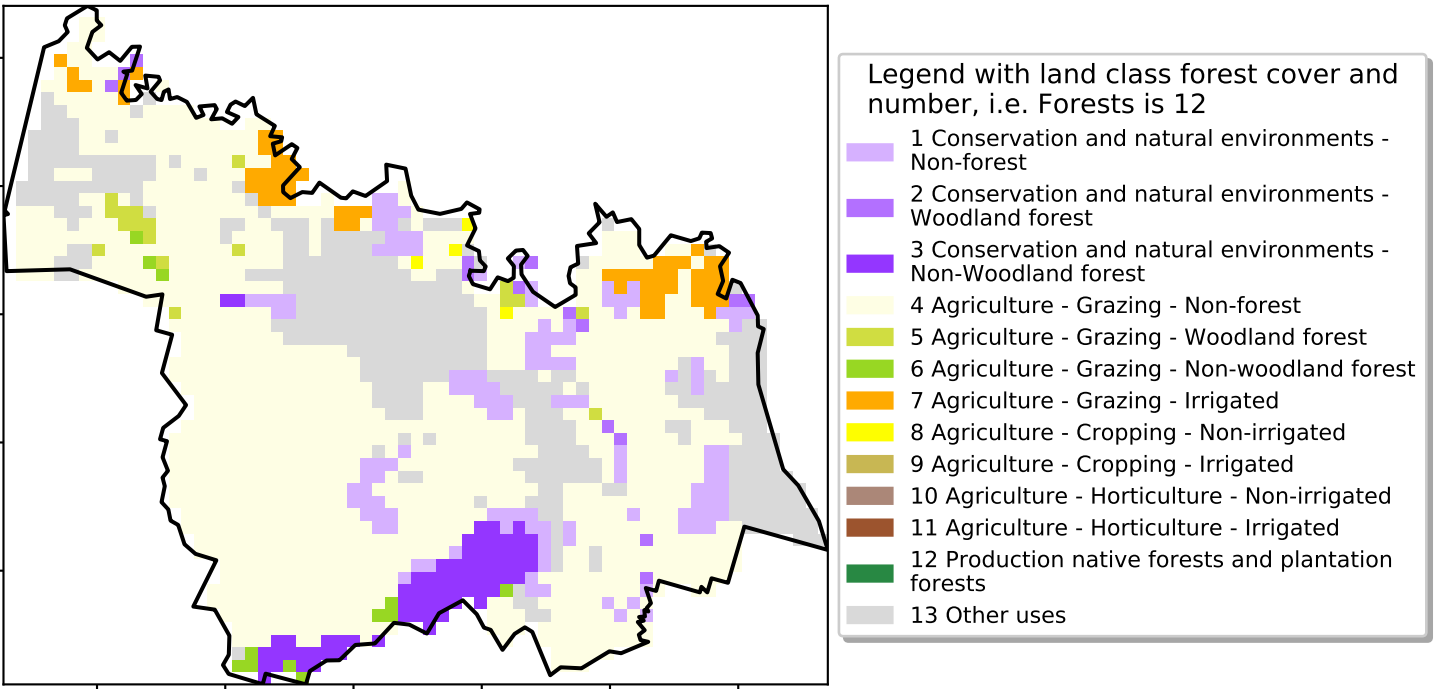 Legend with land class forest cover and
number, i.e. Forests is 12
1 Conservation and natural environments -
Non-forest
2 Conservation and natural environments -
Woodland forest
3 Conservation and natural environments -
Non-Woodland forest
4 Agriculture - Grazing - Non-forest
5 Agriculture - Grazing - Woodland forest
6 Agriculture - Grazing - Non-woodland forest
7 Agriculture - Grazing - Irrigated
8 Agriculture - Cropping - Non-irrigated
9 Agriculture - Cropping - Irrigated
10 Agriculture - Horticulture - Non-irrigated
11 Agriculture - Horticulture - Irrigated
12 Production native forests and plantation
forests
13 Other uses